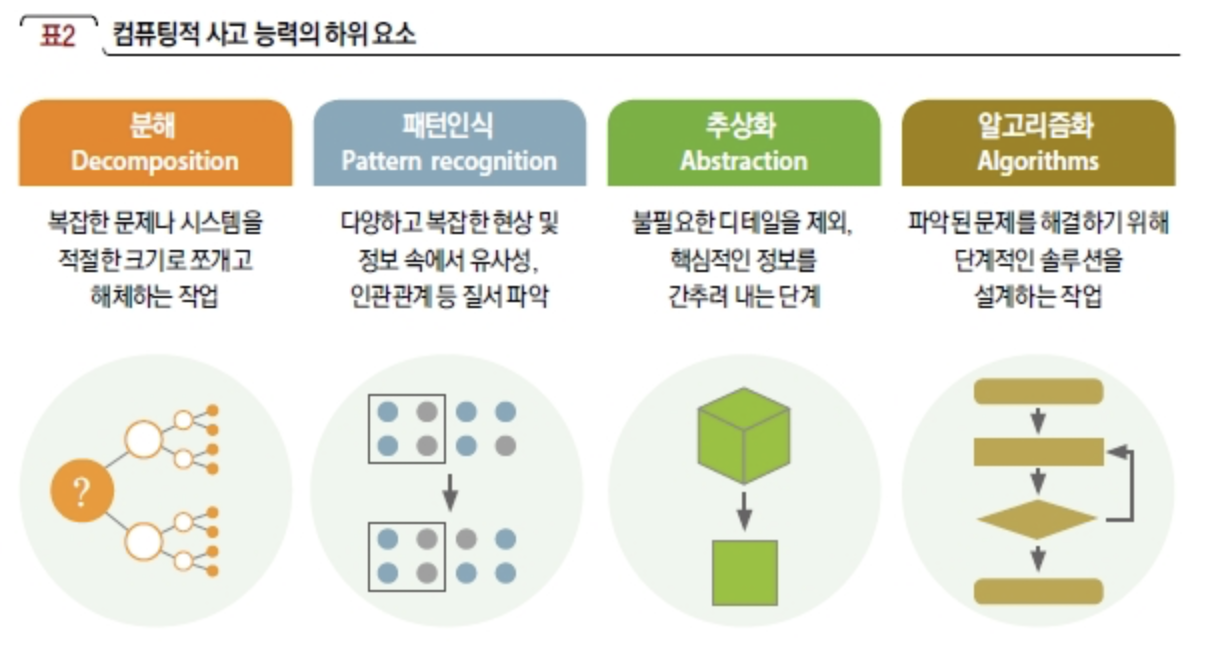 표2 컴퓨팅적 사고 능력의 하위 요소
분해
Decomposition
복잡한 문제나 시스템을
적절한 크기로 쪼개고
해체하는 작업
패턴인식
Pattern recognition
다양하고 복잡한 현상 및
정보 속에서 유사성,
인관관계 등 질서 파악
추상화
Abstraction
불필요한 디테일을 제외,
핵심적인 정보를
간추려 내는 단계
알고리즘화
Algorithms
파악된 문제를 해결하기 위해
단계적인 솔루션을
설계하는 작업
?